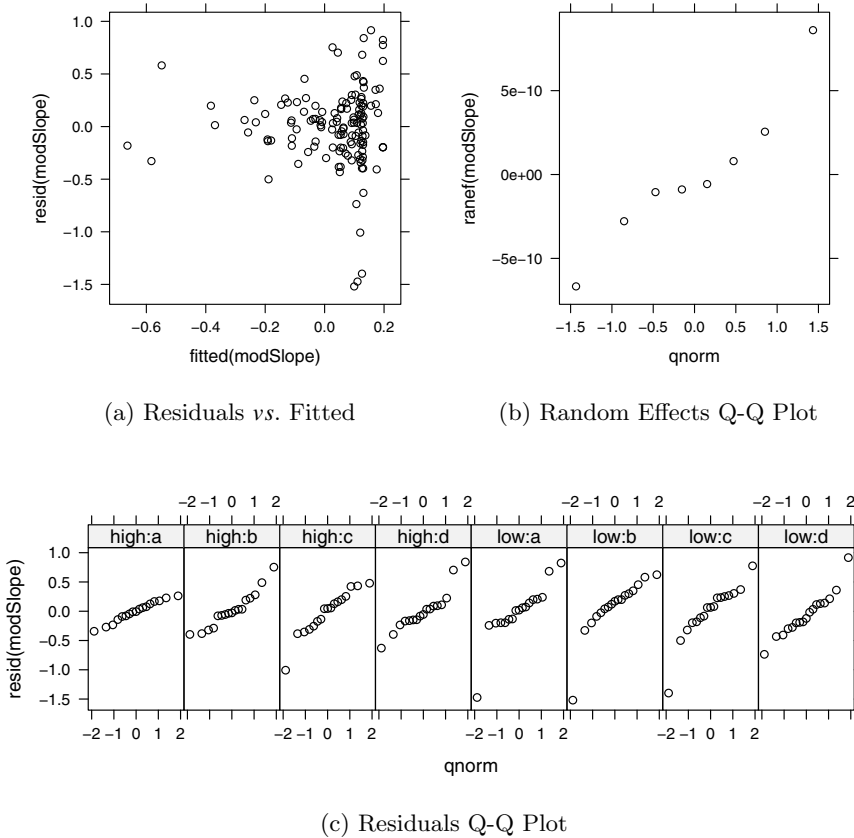 1.0
0.5
0.0
−0.5
−1.0
−1.5
resid(modSlope)
−0.6 −0.4 −0.2 0.0 0.2
fitted(modSlope)
(a) Residuals vs. Fitted
5e−10
0e+00
−5e−10
ranef(modSlope)
−1.5 −1.0 −0.5 0.0 0.5 1.0 1.5
qnorm
(b) Random Effects Q-Q Plot
−2 −1 0 1 2 −2 −1 0 1 2 −2 −1 0 1 2 −2 −1 0 1 2
high:a high:b high:c high:d low:a low:b low:c low:d
1.0
0.5
0.0
−0.5
−1.0
−1.5
resid(modSlope)
−2 −1 0 1 2 −2 −1 0 1 2 −2 −1 0 1 2 −2 −1 0 1 2
qnorm
(c) Residuals Q-Q Plot